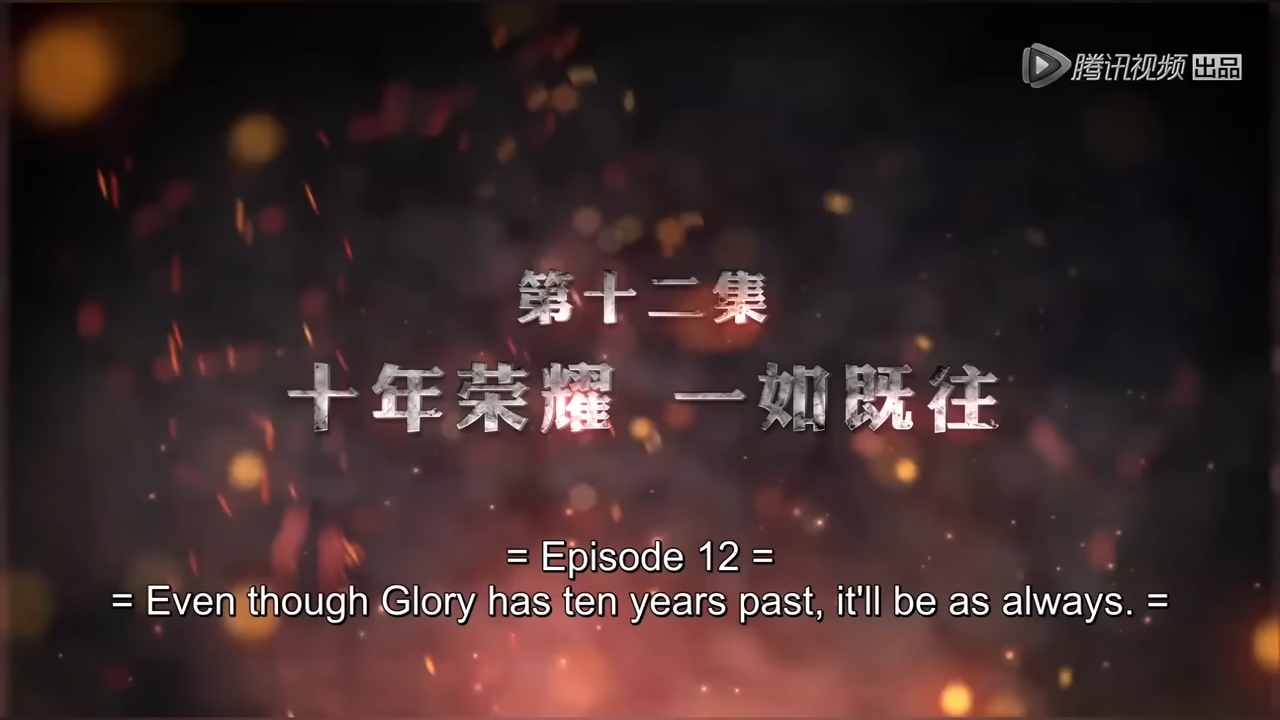 腾讯视频 出品
第十二集
十年荣耀 一如既往
= Episode 12 =
= Even though Glory has ten years past, it'll be as always. =